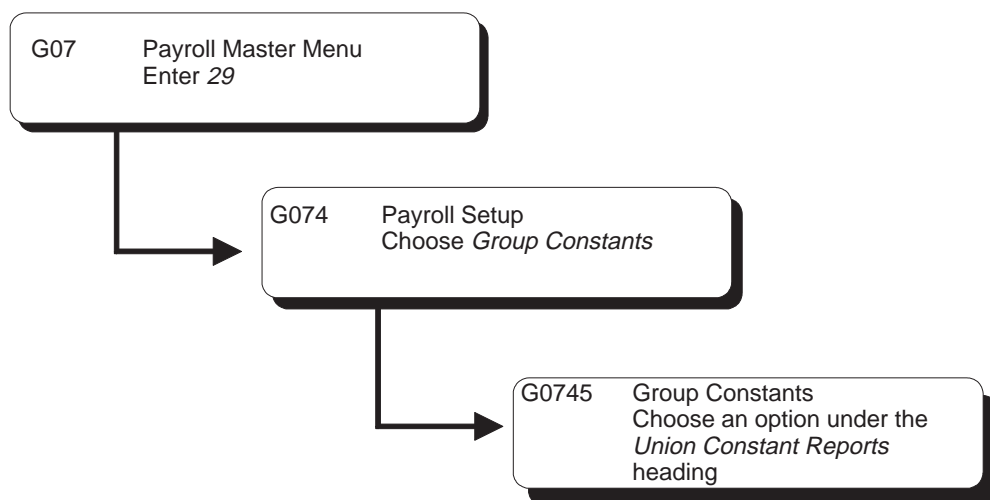 G07 Payroll Master Menu
Enter 29
G074 Payroll Setup
Choose Group Constants
G0745 Group Constants
Choose an option under the
Union Constant Reports
heading